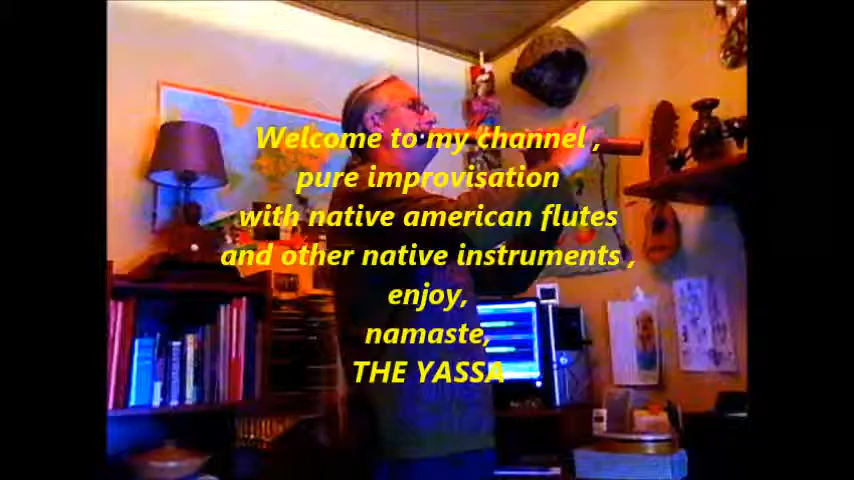 Welcome to my channel ,
pure improvisation
with native american flutes
and other native instruments ,
enjoy,
namaste,
THE YASSA